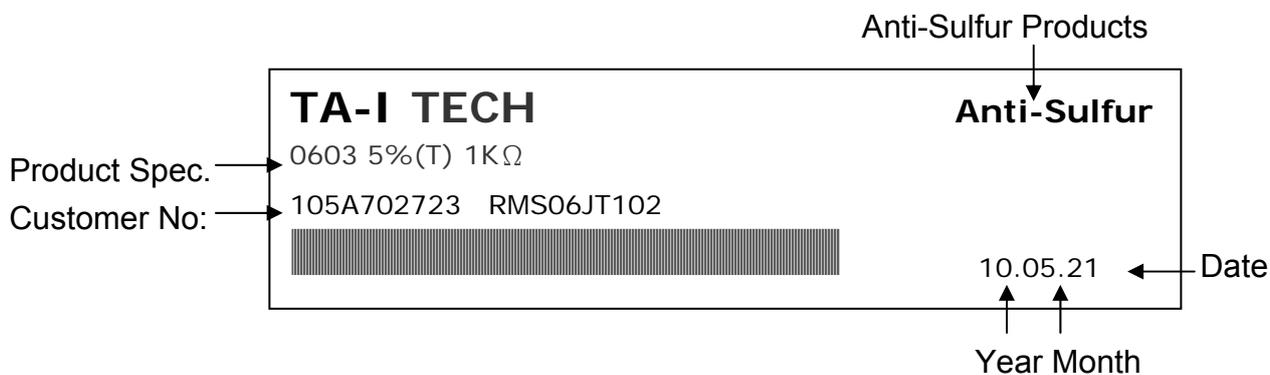 Anti-Sulfur Products
TA-I TECH
Anti-Sulfur
Product Spec.
0603 5%(T) 1KΩ
Customer No:
105A702723 RMS06JT102
10.05.21
Date
Year Month